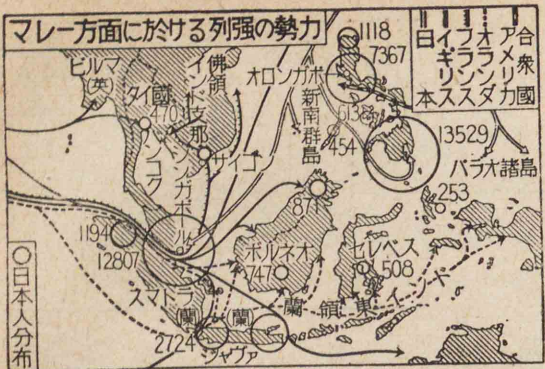 マレー方面に於ける列强の勢力
アメリカ合衆國
オランダ
フランス
イギリス
日本
ビルマ
(英)
タイ國
470
佛領インド支那
バンコク
サイゴン
シンガポール
オロンガポー
新南群島
454
1118
7367
613
13529
パラオ諸島
253
1194
12807
871
ボルネオ
747
セレベス
508
スマトラ
(蘭)
(蘭)
蘭領東インド
2724
ジャヴァ
○日本人分布